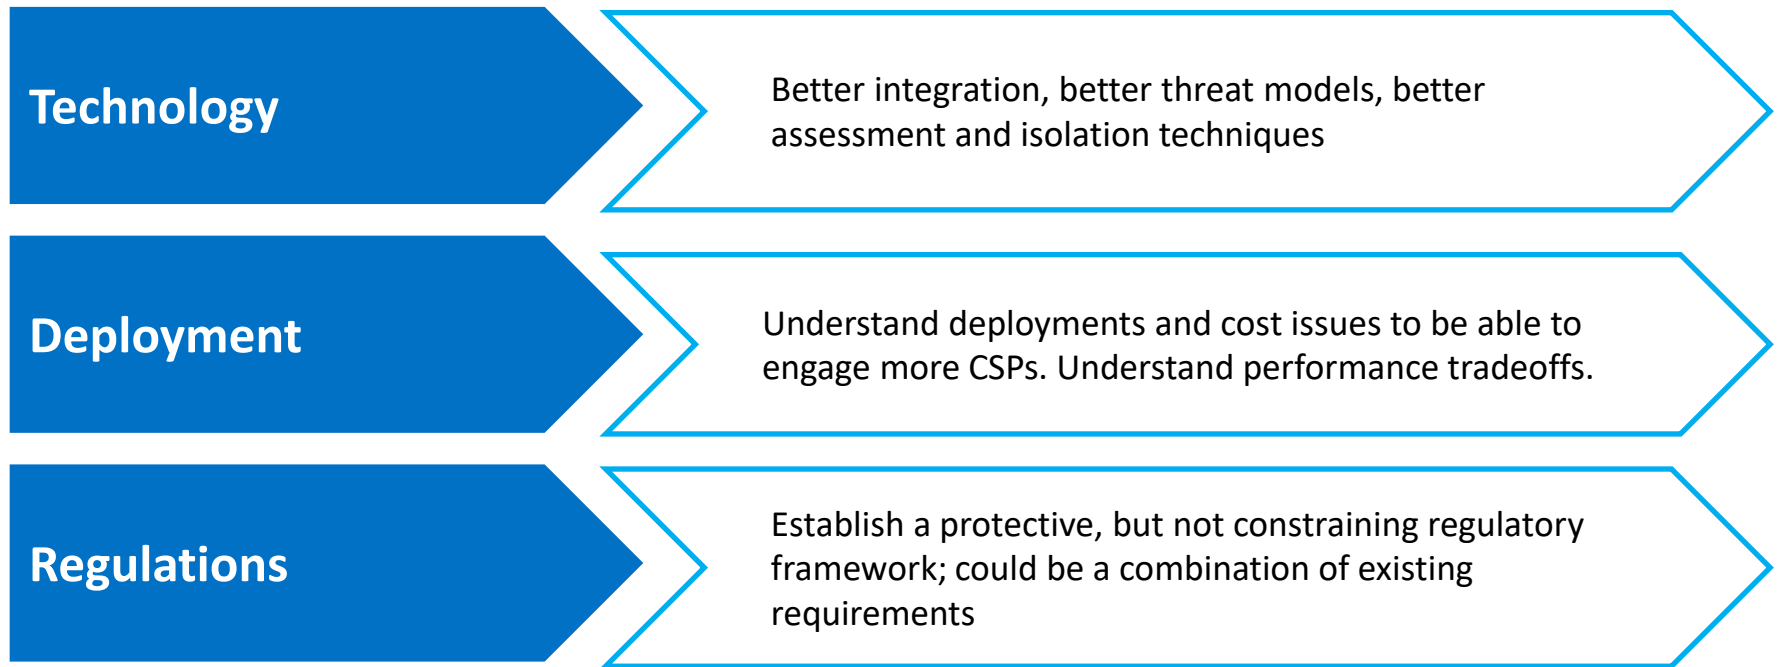 Technology
Better integration, better threat models, better
assessment and isolation techniques
Deployment
Understand deployments and cost issues to be able to
engage more CSPs. Understand performance tradeoffs.
Regulations
Establish a protective, but not constraining regulatory
framework; could be a combination of existing
requirements